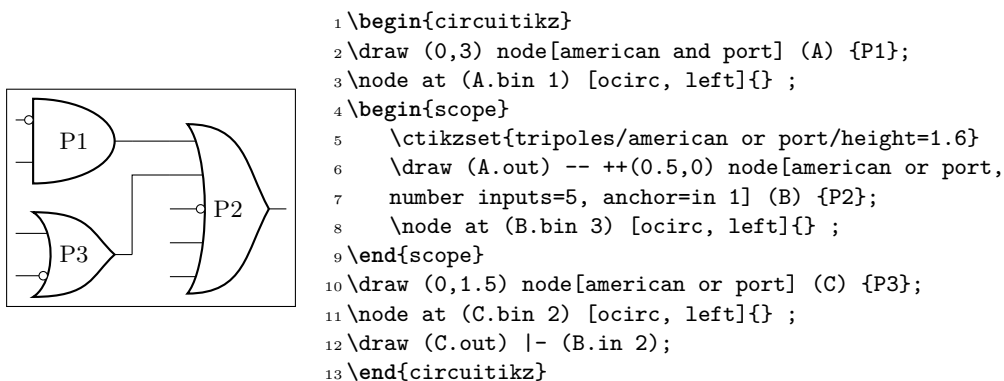 P1
P2
P3
1 \begin{circuitikz}
2 \draw (0,3) node[american and port] (A) {P1};
3 \node at (A.bin 1) [ocirc, left]{} ;
4 \begin{scope}
5     \ctikzset{tripoles/american or port/height=1.6}
6     \draw (A.out) -- ++(0.5,0) node[american or port,
7     number inputs=5, anchor=in 1] (B) {P2};
8     \node at (B.bin 3) [ocirc, left]{} ;
9 \end{scope}
10 \draw (0,1.5) node[american or port] (C) {P3};
11 \node at (C.bin 2) [ocirc, left]{} ;
12 \draw (C.out) |- (B.in 2);
13 \end{circuitikz}